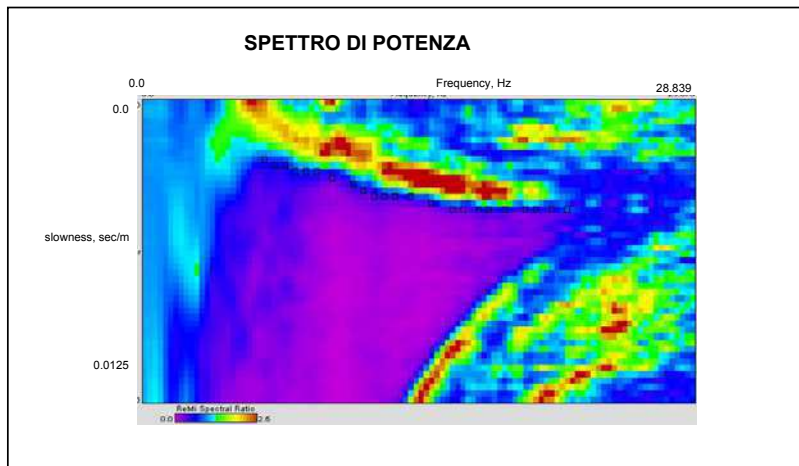 SPETTRO DI POTENZA
0.0 Frequency, Hz 28.839
0.0
slowness, sec/m
0.0125
ReMi Spectral Ratio
0.0 2.6